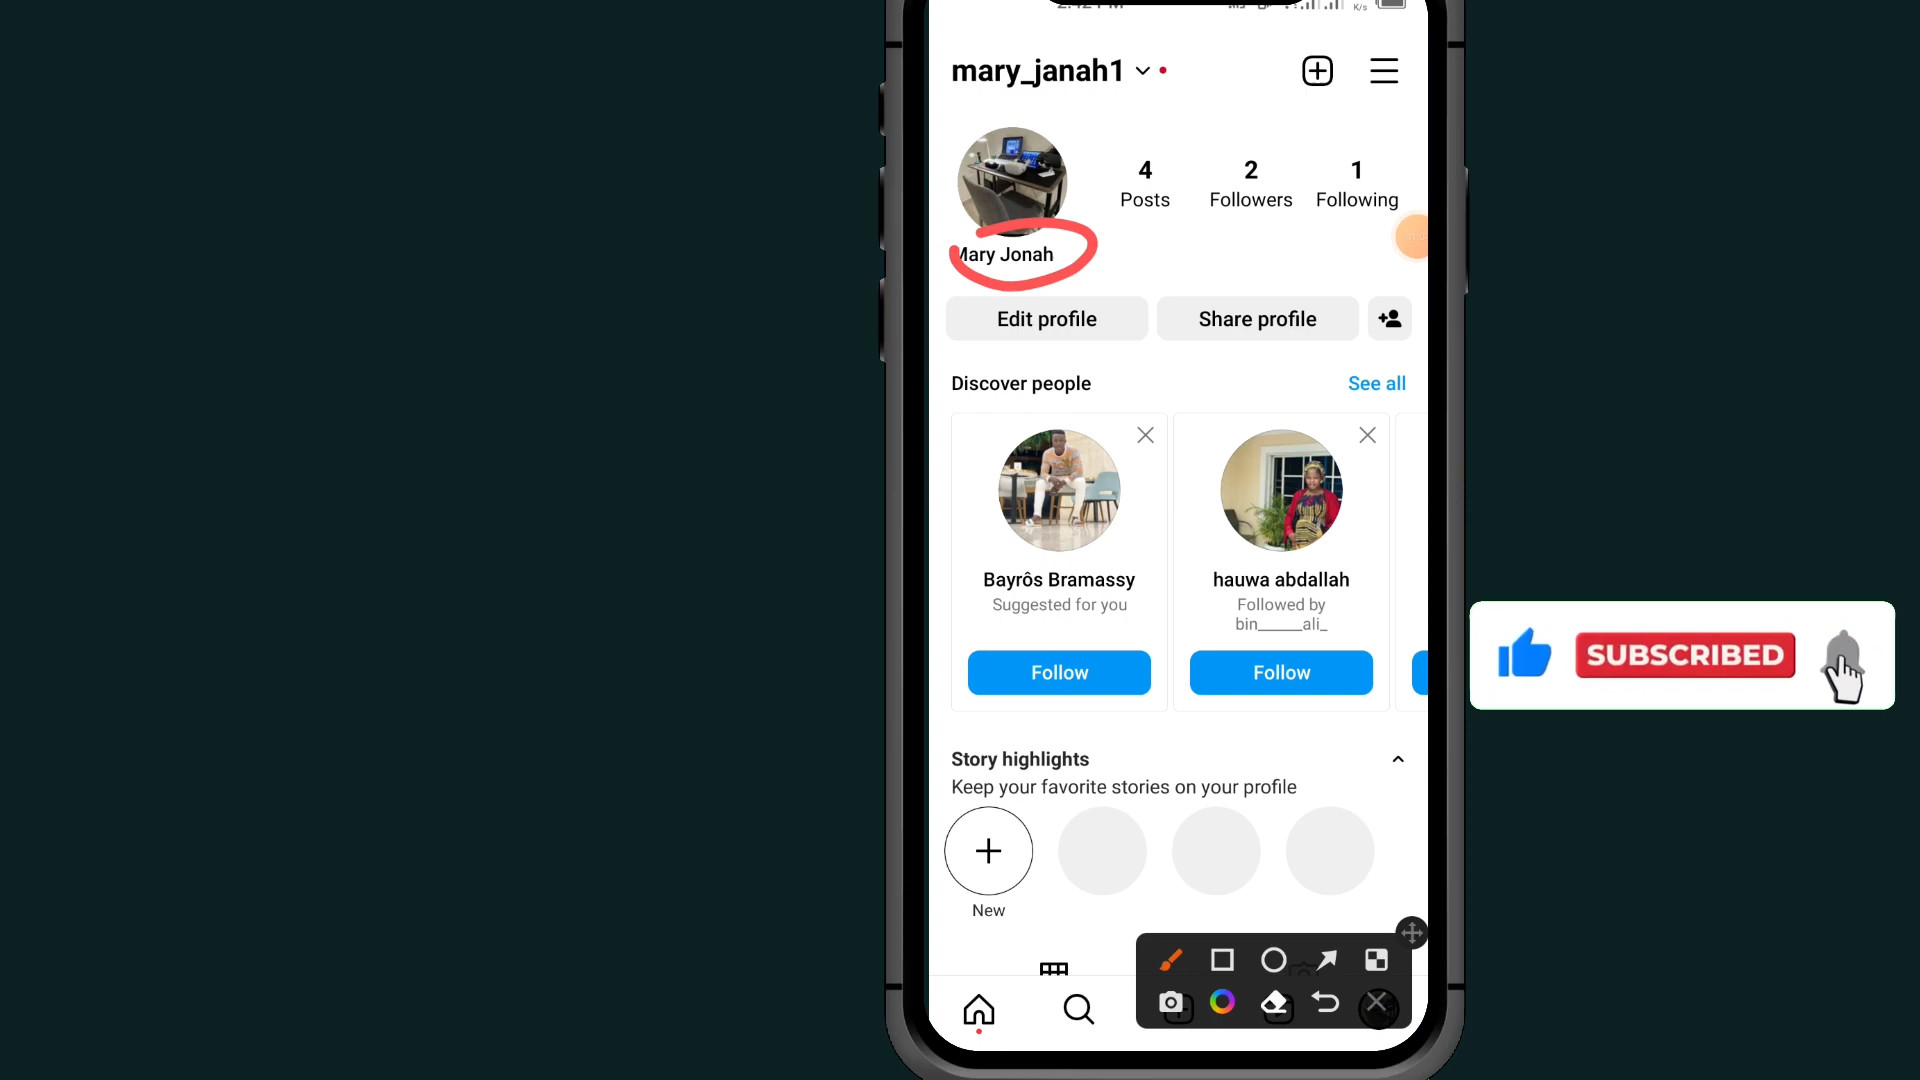 mary_janah1
4 2 1
Posts Followers Following
Mary Jonah
Edit profile Share profile
Discover people See all
Bayrôs Bramassy hauwa abdallah
Suggested for you Followed by
bin______ali_
Follow Follow
SUBSCRIBED
Story highlights
Keep your favorite stories on your profile
New